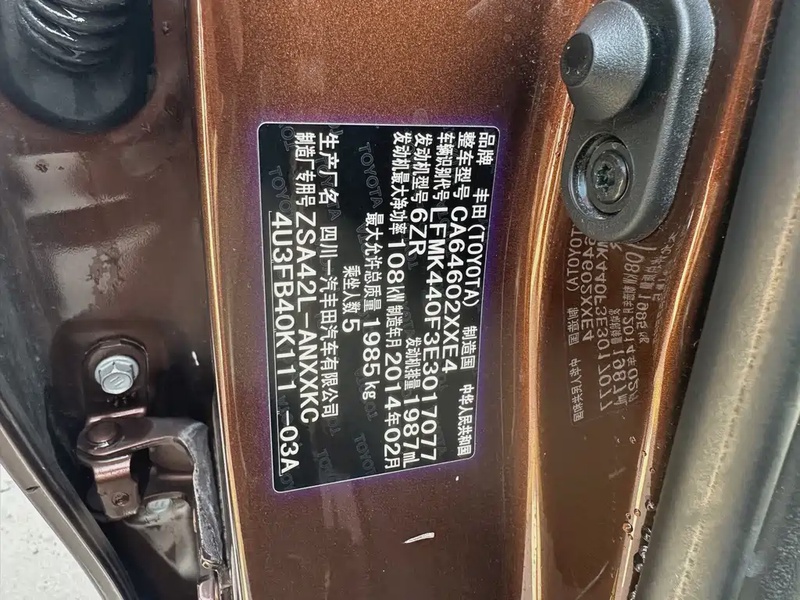 品牌 丰田(TOYOTA) 制造国 中华人民共和国
整车型号 CA64602XXE4
车辆识别代号 LFMK440F3E3017077
发动机型号 6ZR 发动机排量 1987mL
发动机最大净功率 108kW 制造年月 2014年02月
最大允许总质量 1985kg
乘坐人数 5
生产厂名 四川一汽丰田汽车有限公司
制造厂专用号 ZSA42L-ANXXKC
4U3FB40K111 -03A